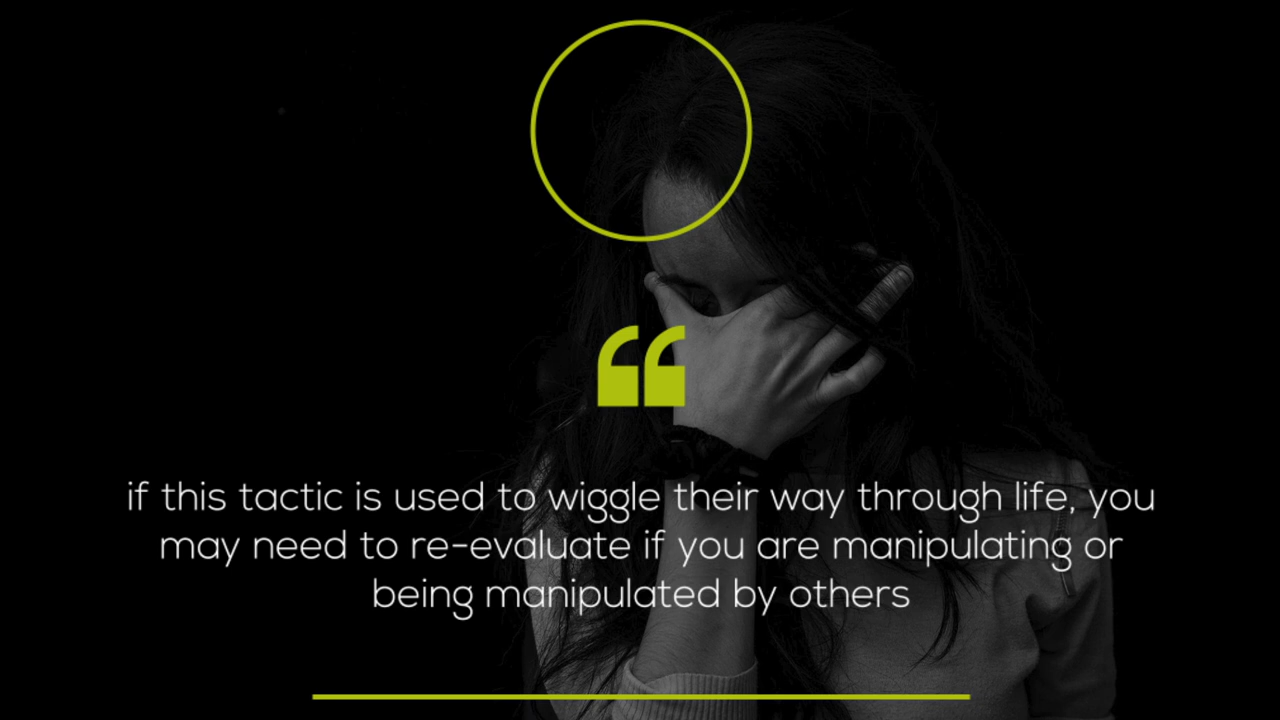 if this tactic is used to wiggle their way through life, you
may need to re-evaluate if you are manipulating or
being manipulated by others